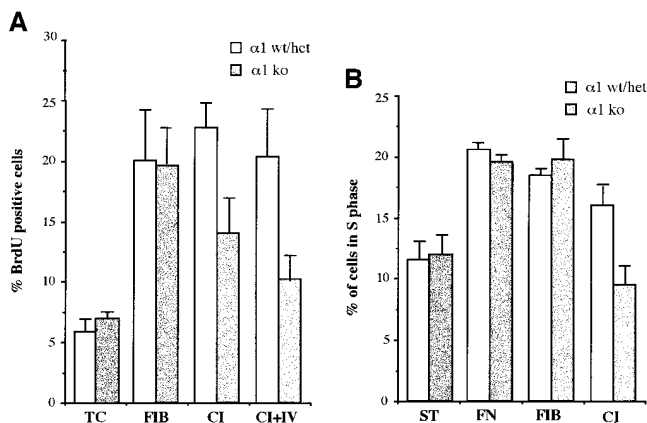 A
30
25
20
15
10
5
0
% BrdU positive cells
α1 wt/het
α1 ko
TC FIB CI CI+IV
B
25
20
15
10
5
0
% of cells in S phase
α1 wt/het
α1 ko
ST FN FIB CI